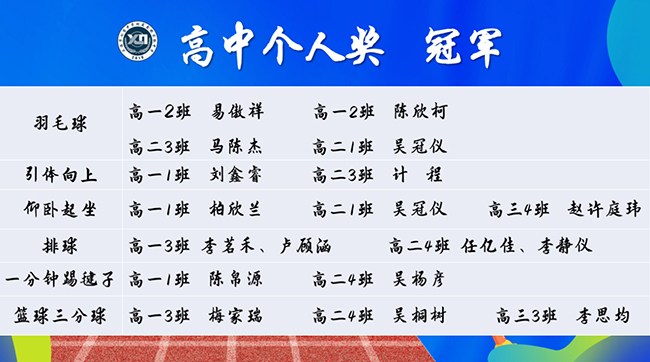 高中个人奖 冠军
羽毛球
高一2班 易傲祥 高一2班 陈欣柯
高二3班 马陈杰 高二1班 吴冠仪
引体向上 高一1班 刘鑫睿 高二3班 计 程
仰卧起坐 高一1班 柏欣兰 高二1班 吴冠仪 高三4班 赵许庭玮
排球 高一3班 李茗禾、卢顾涵 高二4班 任亿佳、李静仪
一分钟踢毽子 高一1班 陈帛源 高二4班 吴杨彦
篮球三分球 高一3班 梅家瑞 高二4班 吴桐树 高三3班 李思均